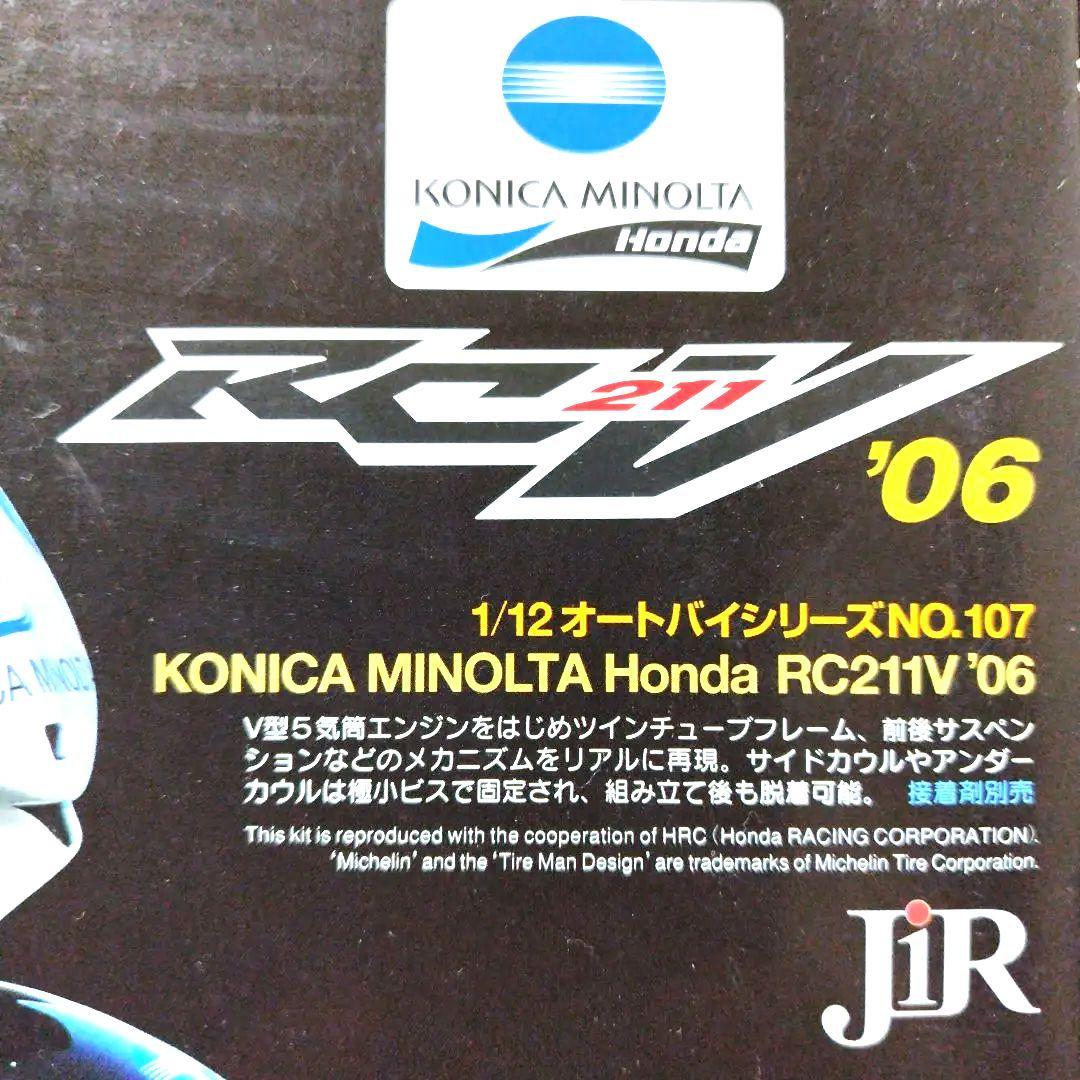 KONICA MINOLTA
Honda
RC211V
'06
1/12 オートバイシリーズNO.107
KONICA MINOLTA Honda RC211V '06
V型5気筒エンジンをはじめツインチューブフレーム、前後サスペン
ションなどのメカニズムをリアルに再現。サイドカウルやアンダー
カウルは極小ビスで固定され、組み立て後も脱着可能。 接着剤別売
This kit is reproduced with the cooperation of HRC (Honda RACING CORPORATION).
'Michelin' and the 'Tire Man Design' are trademarks of Michelin Tire Corporation.
CA MINOLT
JiR